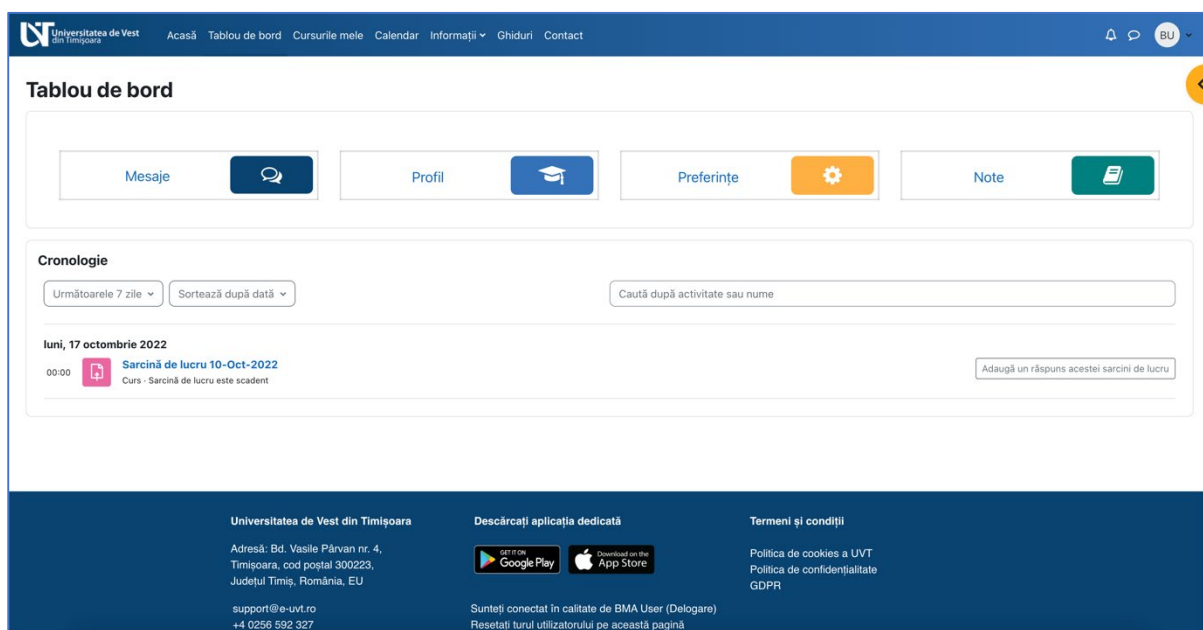 Universitatea de Vest
din Timișoara
Acasă Tablou de bord Cursurile mele Calendar Informații Ghiduri Contact
BU
Tablou de bord
Mesaje Profil Preferințe Note
Cronologie
Următoarele 7 zile Sortează după dată Caută după activitate sau nume
luni, 17 octombrie 2022
00:00 Sarcină de lucru 10-Oct-2022
Curs · Sarcină de lucru este scadent
Adaugă un răspuns acestei sarcini de lucru
Universitatea de Vest din Timișoara
Adresă: Bd. Vasile Pârvan nr. 4,
Timișoara, cod poștal 300223,
Județul Timiș, România, EU
support@e-uvt.ro
+4 0256 592 327
Descărcați aplicația dedicată
GET IT ON
Google Play
Download on the
App Store
Sunteți conectat în calitate de BMA User (Delogare)
Resetați turul utilizatorului pe această pagină
Termeni și condiții
Politica de cookies a UVT
Politica de confidențialitate
GDPR